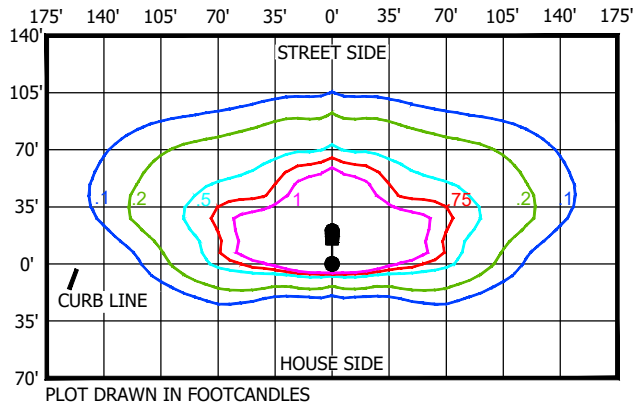 175' 140' 105' 70' 35' 0' 35' 70' 105' 140' 175'
140'
STREET SIDE
105'
70'
35'
.1 .2 .5 1 .75 .2 .1
0'
CURB LINE
35'
HOUSE SIDE
70'
PLOT DRAWN IN FOOTCANDLES